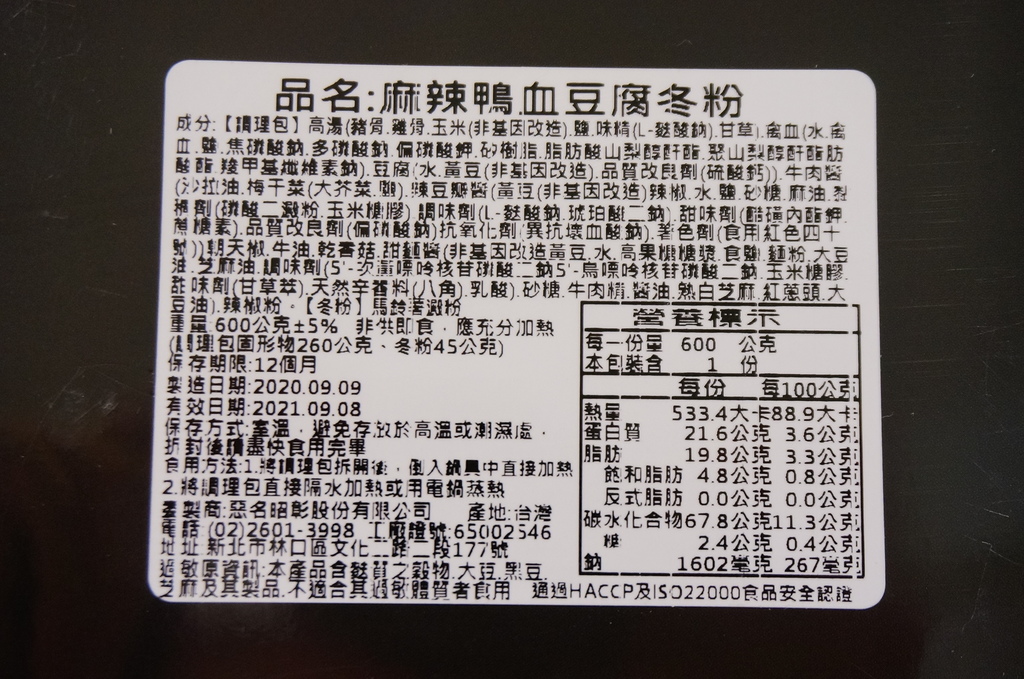 品名:麻辣鴨血豆腐冬粉
成分:【調理包】高湯(豬骨.雞骨.玉米(非基因改造).鹽.味精(L-麩酸鈉).甘草).禽血(水.禽
血.鹽.焦磷酸鈉.多磷酸鈉.偏磷酸鉀.矽樹脂.脂肪酸山梨醇酐酯.聚山梨醇酐酯肪
酸酯.羧甲基纖維素鈉).豆腐(水.黃豆(非基因改造).品質改良劑(硫酸鈣)).牛肉醬
(沙拉油.梅干菜(大芥菜.鹽).辣豆瓣醬(黃豆(非基因改造)辣椒.水.鹽.砂糖.麻油.黏
稠劑(磷酸二澱粉.玉米糖膠).調味劑(L-麩酸鈉.琥珀酸二鈉).甜味劑(醋磺內酯鉀.
蔗糖素).品質改良劑(偏磷酸鈉)抗氧化劑(異抗壞血酸鈉).著色劑(食用紅色四十
號)).朝天椒.牛油.乾香菇.甜麵醬(非基因改造黃豆.水.高果糖糖漿.食鹽.麵粉.大豆
油.芝麻油.調味劑(5'-次黃嘌呤核苷磷酸二鈉5'-鳥嘌呤核苷磷酸二鈉.玉米糖膠.
甜味劑(甘草萃).天然辛香料(八角).乳酸).砂糖.牛肉精.醬油.熟白芝麻.紅蔥頭.大
豆油).辣椒粉。【冬粉】馬鈴薯澱粉
重量:600公克±5% 非供即食，應充分加熱
(調理包固形物260公克、冬粉45公克)
保存期限:12個月
製造日期:2020.09.09
有效日期:2021.09.08
保存方式:室溫，避免存放於高溫或潮濕處，
拆封後請盡快食用完畢
食用方法:1.將調理包拆開後，倒入鍋具中直接加熱
2.將調理包直接隔水加熱或用電鍋蒸熱
委製商:惡名昭彰股份有限公司 產地:台灣
電話:(02)2601-3998 工廠證號:65002546
地址:新北市林口區文化二路二段177號
過敏原資訊:本產品含麩質之穀物.大豆.黑豆.
芝麻及其製品.不適合其過敏體質者食用 通過HACCP及ISO22000食品安全認證
營養標示
每一份量 600 公克
本包裝含 1 份
每份 每100公克
熱量 533.4大卡88.9大卡
蛋白質 21.6公克 3.6公克
脂肪 19.8公克 3.3公克
飽和脂肪 4.8公克 0.8公克
反式脂肪 0.0公克 0.0公克
碳水化合物67.8公克11.3公克
糖 2.4公克 0.4公克
鈉 1602毫克 267毫克